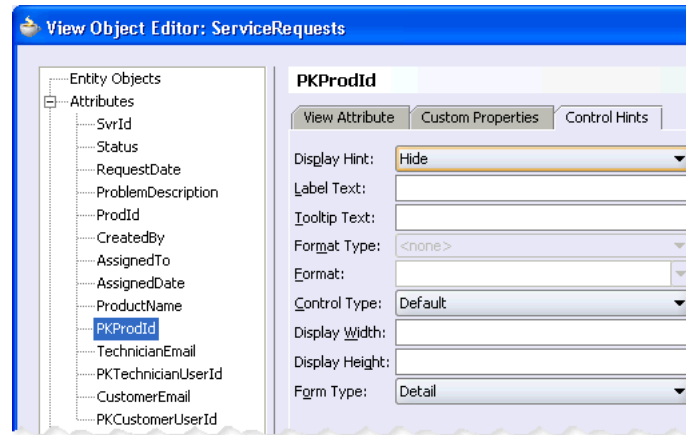 View Object Editor: ServiceRequests
Entity Objects
Attributes
SvrId
Status
RequestDate
ProblemDescription
ProdId
CreatedBy
AssignedTo
AssignedDate
ProductName
PKProdId
TechnicianEmail
PKTechnicianUserId
CustomerEmail
PKCustomerUserId
PKProdId
View Attribute Custom Properties Control Hints
Display Hint: Hide
Label Text:
Tooltip Text:
Format Type: <none>
Format:
Control Type: Default
Display Width:
Display Height:
Form Type: Detail